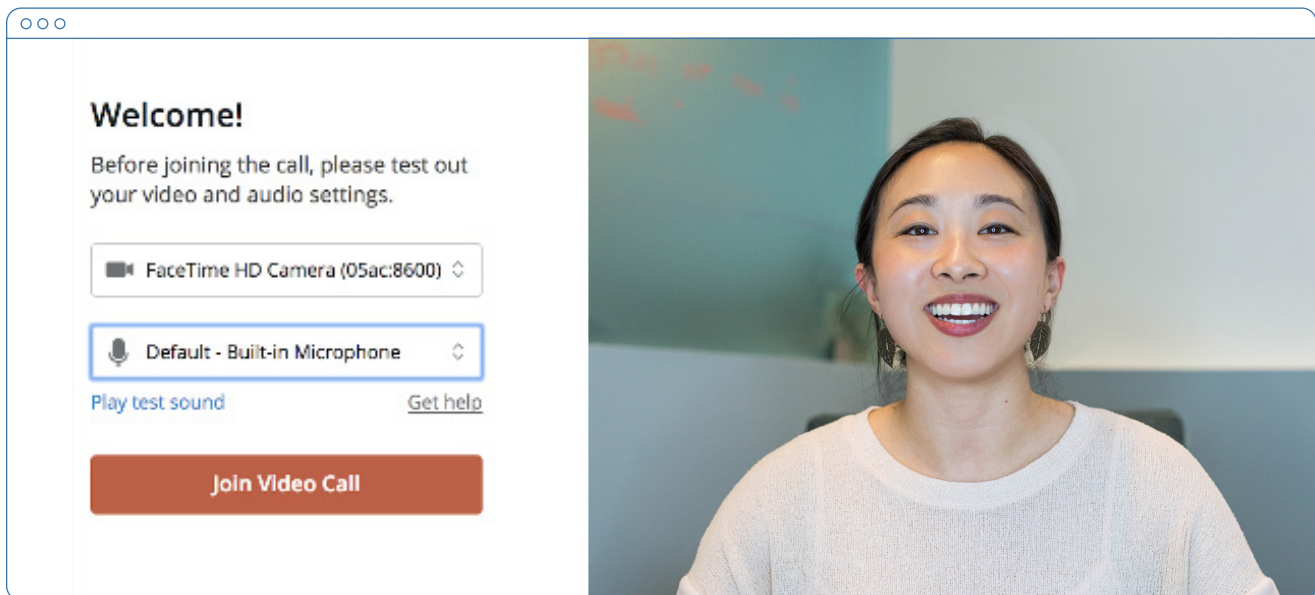 Welcome!
Before joining the call, please test out
your video and audio settings.
FaceTime HD Camera (05ac:8600)
Default - Built-in Microphone
Play test sound
Get help
Join Video Call